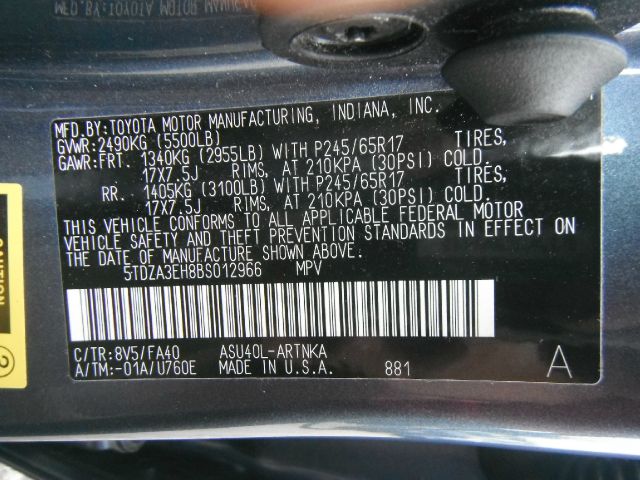 MFD.BY:TOYOTA MOTOR MANUFACTURING, INDIANA, INC.
GVWR:2490KG (5500LB)
GAWR:FRT. 1340KG (2955LB) WITH P245/65R17 TIRES,
17X7.5J RIMS, AT 210KPA (30PSI) COLD.
RR. 1405KG (3100LB) WITH P245/65R17 TIRES,
17X7.5J RIMS, AT 210KPA (30PSI) COLD.
THIS VEHICLE CONFORMS TO ALL APPLICABLE FEDERAL MOTOR
VEHICLE SAFETY AND THEFT PREVENTION STANDARDS IN EFFECT ON
THE DATE OF MANUFACTURE SHOWN ABOVE.
5TDZA3EH8BS012966 MPV
C/TR:8V5/FA40 ASU40L-ARTNKA
A/TM:-01A/U760E MADE IN U.S.A. 881 A
CAUTION
2